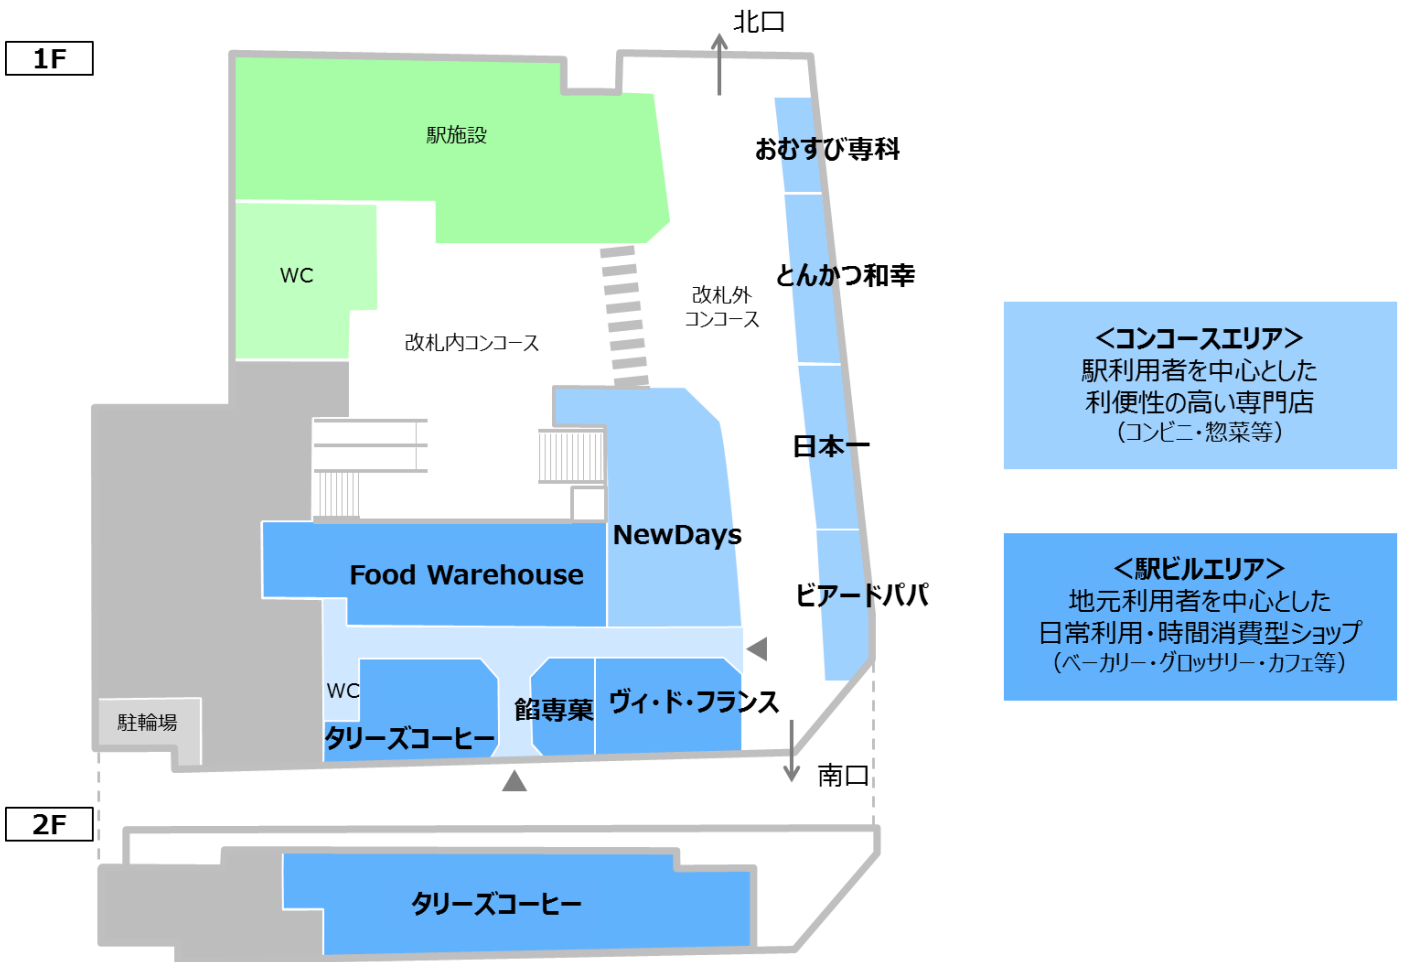 1F
北口
駅施設
おむすび専科
WC
とんかつ和幸
改札外
コンコース
改札内コンコース
<コンコースエリア>
駅利用者を中心とした
利便性の高い専門店
（コンビニ・惣菜等）
日本一
NewDays
Food Warehouse
ビアードパパ
<駅ビルエリア>
地元利用者を中心とした
日常利用・時間消費型ショップ
（ベーカリー・グロッサリー・カフェ等）
WC
餡専菓
ヴィ・ド・フランス
駐輪場
タリーズコーヒー
南口
2F
タリーズコーヒー